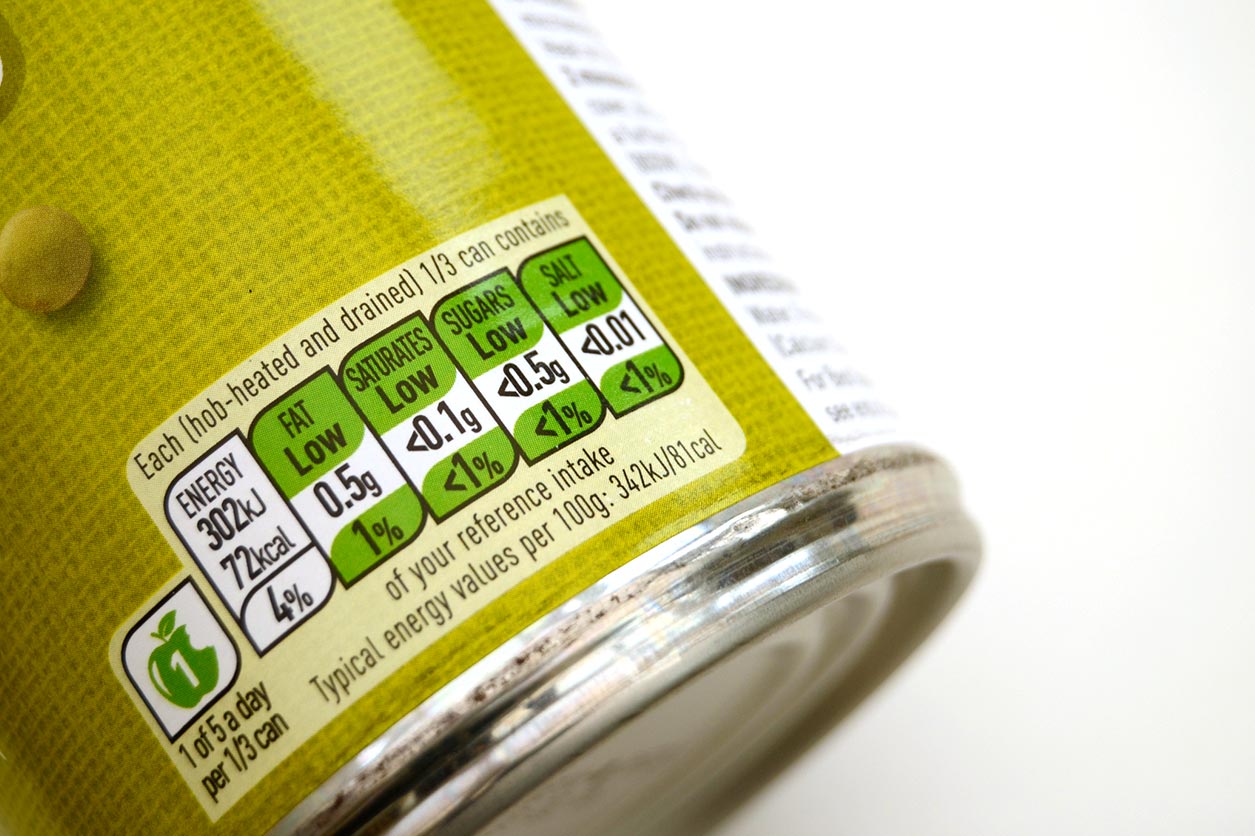 Each (hob-heated and drained) 1/3 can contains
ENERGY
302kJ
72kcal
4%
FAT
Low
0.5g
1%
SATURATES
Low
<0.1g
<1%
SUGARS
Low
<0.5g
<1%
SALT
Low
<0.01
<1%
of your reference intake
Typical energy values per 100g: 342kJ/81cal
1
1 of 5 a day
per 1/3 can